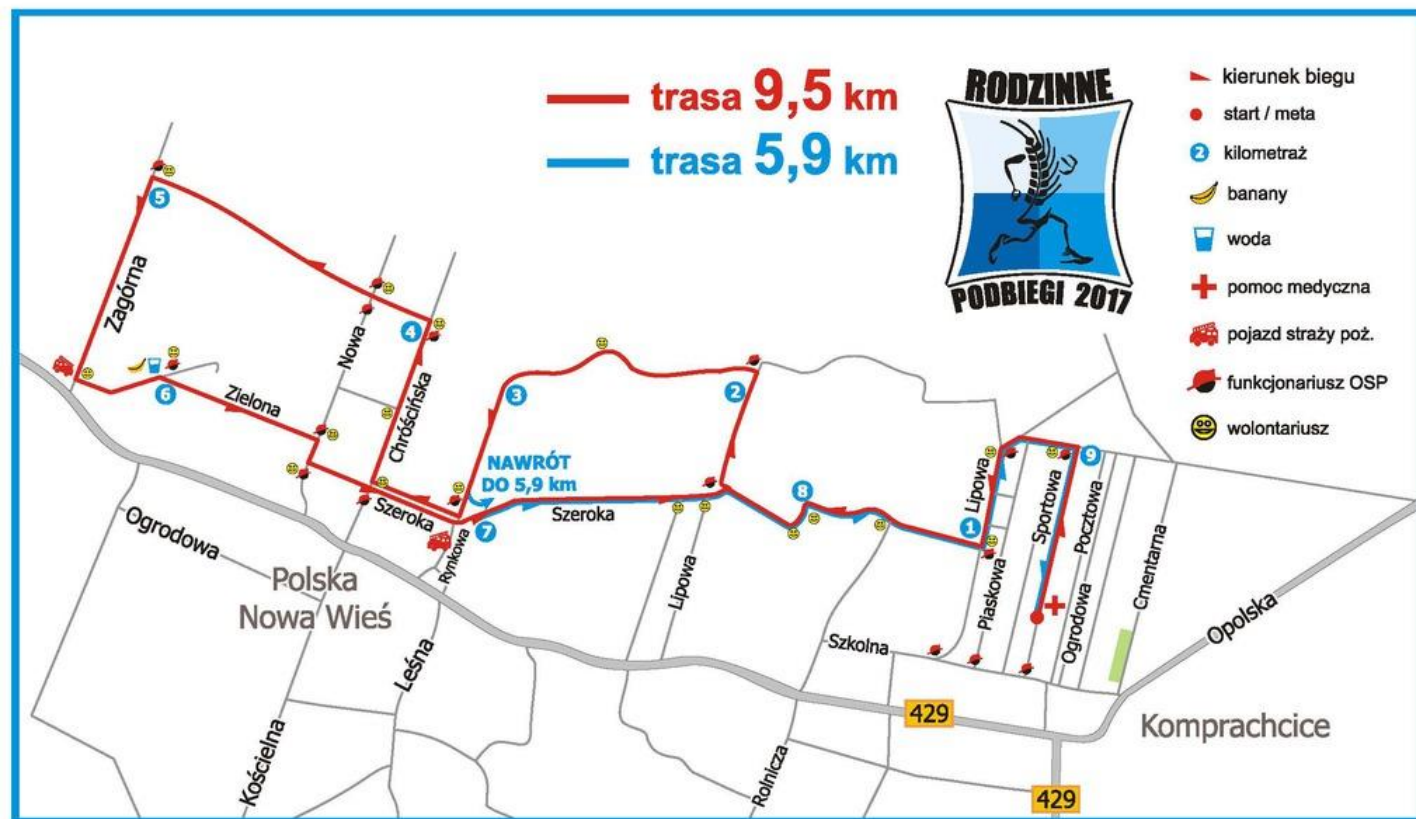 trasa 9,5 km
trasa 5,9 km
RODZINNE
PODBIEGI 2017
kierunek biegu
start / meta
2 kilometraż
banany
woda
pomoc medyczna
pojazd straży poż.
funkcjonariusz OSP
wolontariusz
5
Zagórna
Nowa
4
Chróścińska
6
Zielona
3
2
NAWRÓT
DO 5,9 km
Szeroka
7
Szeroka
Rynkowa
Lipowa
8
1
Lipowa
9
Sportowa
Pocztowa
Piaskowa
Ogrodowa
Cmentarna
Opolska
Szkolna
Ogrodowa
Polska
Nowa Wieś
Leśna
Kościelna
Rolnicza
429
Komprachcice
429